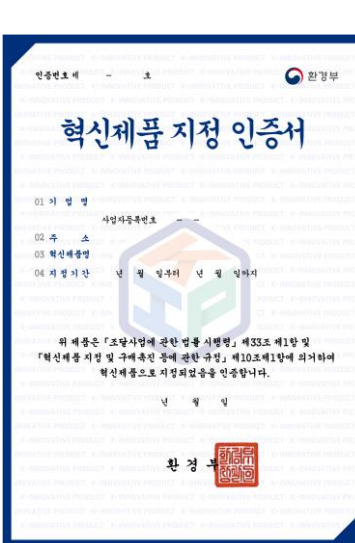 인증번호 제 - 호
환경부
혁신제품 지정 인증서
01 기 업 명
사업자등록번호 - -
02 주 소
03 혁신제품명
04 지 정 기 간 년 월 일부터 년 월 일까지
위 제품은 「조달사업에 관한 법률 시행령」 제33조 제1항 및
「혁신제품 지정 및 구매촉진 등에 관한 규정」 제10조제1항에 의거하여
혁신제품으로 지정되었음을 인증합니다.
년 월 일
환 경 부